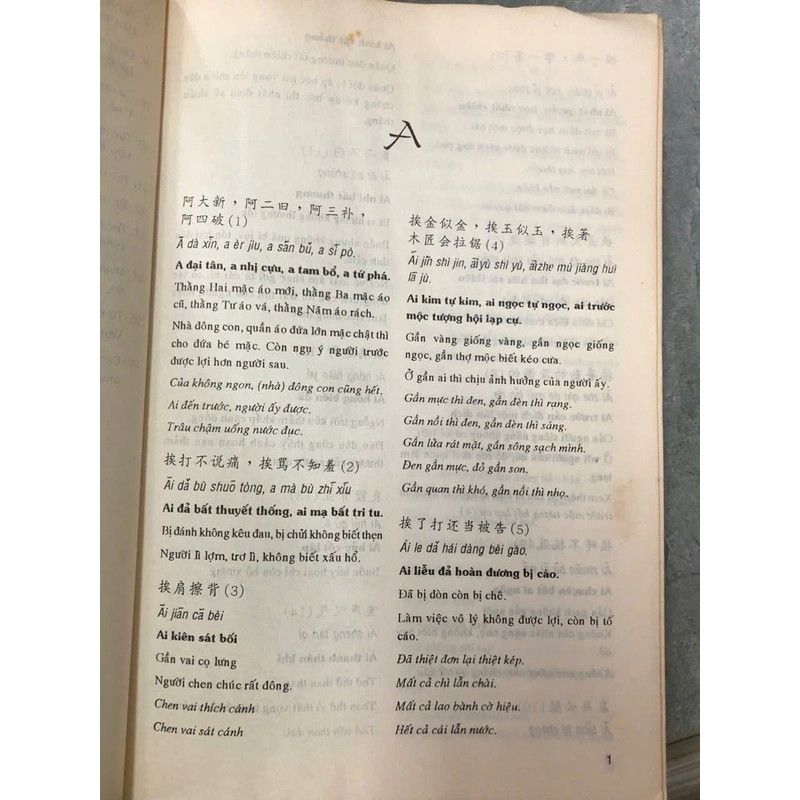 A
阿大新，阿二旧，阿三补，
阿四破 (1)
Ā dà xīn, a èr jìu, a sān bǔ, a sī pò.
A đại tân, a nhị cựu, a tam bổ, a tứ phá.
Thằng Hai mặc áo mới, thằng Ba mặc áo
cũ, thằng Tư áo vá, thằng Năm áo rách.
Nhà đông con, quần áo đứa lớn mặc chật thì
cho đứa bé mặc. Còn ngụ ý người trước
được lợi hơn người sau.
Của không ngon, (nhà) đông con cũng hết.
Ai đến trước, người ấy được.
Trâu chậm uống nước đục.
挨打不说痛，挨骂不知羞 (2)
Āi dǎ bù shuō tòng, a mà bù zhī xīu
Ai đả bất thuyết thống, ai mạ bất tri tu.
Bị đánh không kêu đau, bị chửi không biết thẹn
Người lì lợm, trơ lì, không biết xấu hổ.
挨肩擦背 (3)
Āi jiān cā bèi
Ai kiên sát bối
Gần vai cọ lưng
Người chen chúc rất đông.
Chen vai thích cánh
Chen vai sát cánh
挨金似金，挨玉似玉，挨著
木匠会拉锯 (4)
Āi jīn shì jin, āiyù shì yù, āizhe mù jiàng huì
lā jù.
Ai kim tự kim, ai ngọc tự ngọc, ai trước
mộc tượng hội lạp cự.
Gần vàng giống vàng, gần ngọc giống
ngọc, gần thợ mộc biết kéo cưa.
Ở gần ai thì chịu ảnh hưởng của người ấy.
Gần mực thì đen, gần đèn thì rạng.
Gần nồi thì đen, gần đèn thì sáng.
Gần lửa rát mặt, gần sông sạch mình.
Đen gần mực, đỏ gần son.
Gần quan thì khó, gần nồi thì nhọ.
挨了打还当被告 (5)
Āi le dǎ hái dàng bèi gào.
Ai liễu đả hoàn đương bị cáo.
Đã bị đòn còn bị chê.
Làm việc vô lý không được lợi, còn bị tố
cáo.
Đã thiệt đơn lại thiệt kép.
Mất cả chì lẫn chài.
Mất cả lao bành cờ hiệu.
Hết cả cái lẫn nước.
1